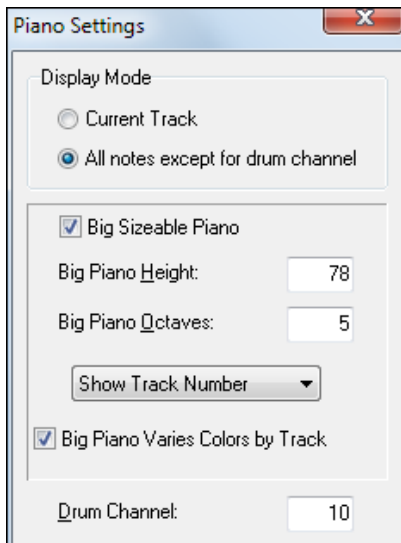 Piano Settings
Display Mode
Current Track
All notes except for drum channel
Big Sizeable Piano
Big Piano Height: 78
Big Piano Octaves: 5
Show Track Number
Big Piano Varies Colors by Track
Drum Channel: 10